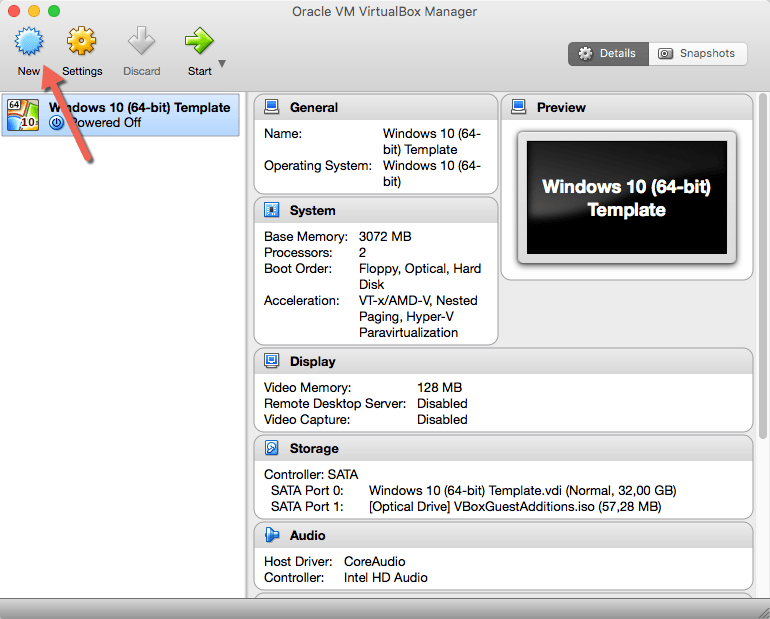 Oracle VM VirtualBox Manager
New
Settings
Discard
Start
Details
Snapshots
64
10
Windows 10 (64-bit) Template
Powered Off
General
Name: Windows 10 (64-
bit) Template
Operating System: Windows 10 (64-
bit)
System
Base Memory: 3072 MB
Processors: 2
Boot Order: Floppy, Optical, Hard
Disk
Acceleration: VT-x/AMD-V, Nested
Paging, Hyper-V
Paravirtualization
Preview
Windows 10 (64-bit)
Template
Display
Video Memory: 128 MB
Remote Desktop Server: Disabled
Video Capture: Disabled
Storage
Controller: SATA
SATA Port 0: Windows 10 (64-bit) Template.vdi (Normal, 32,00 GB)
SATA Port 1: [Optical Drive] VBoxGuestAdditions.iso (57,28 MB)
Audio
Host Driver: CoreAudio
Controller: Intel HD Audio